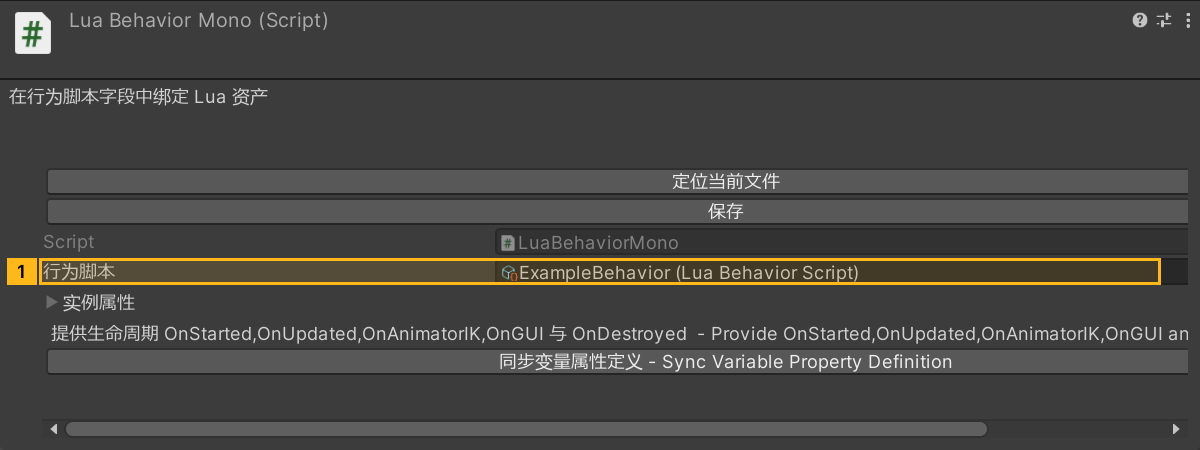 Lua Behavior Mono (Script)
在行为脚本字段中绑定 Lua 资产
定位当前文件
保存
Script LuaBehaviorMono
1 行为脚本 ExampleBehavior (Lua Behavior Script)
实例属性
提供生命周期 OnStarted,OnUpdated,OnAnimatorIK,OnGUI 与 OnDestroyed - Provide OnStarted,OnUpdated,OnAnimatorIK,OnGUI an
同步变量属性定义 - Sync Variable Property Definition